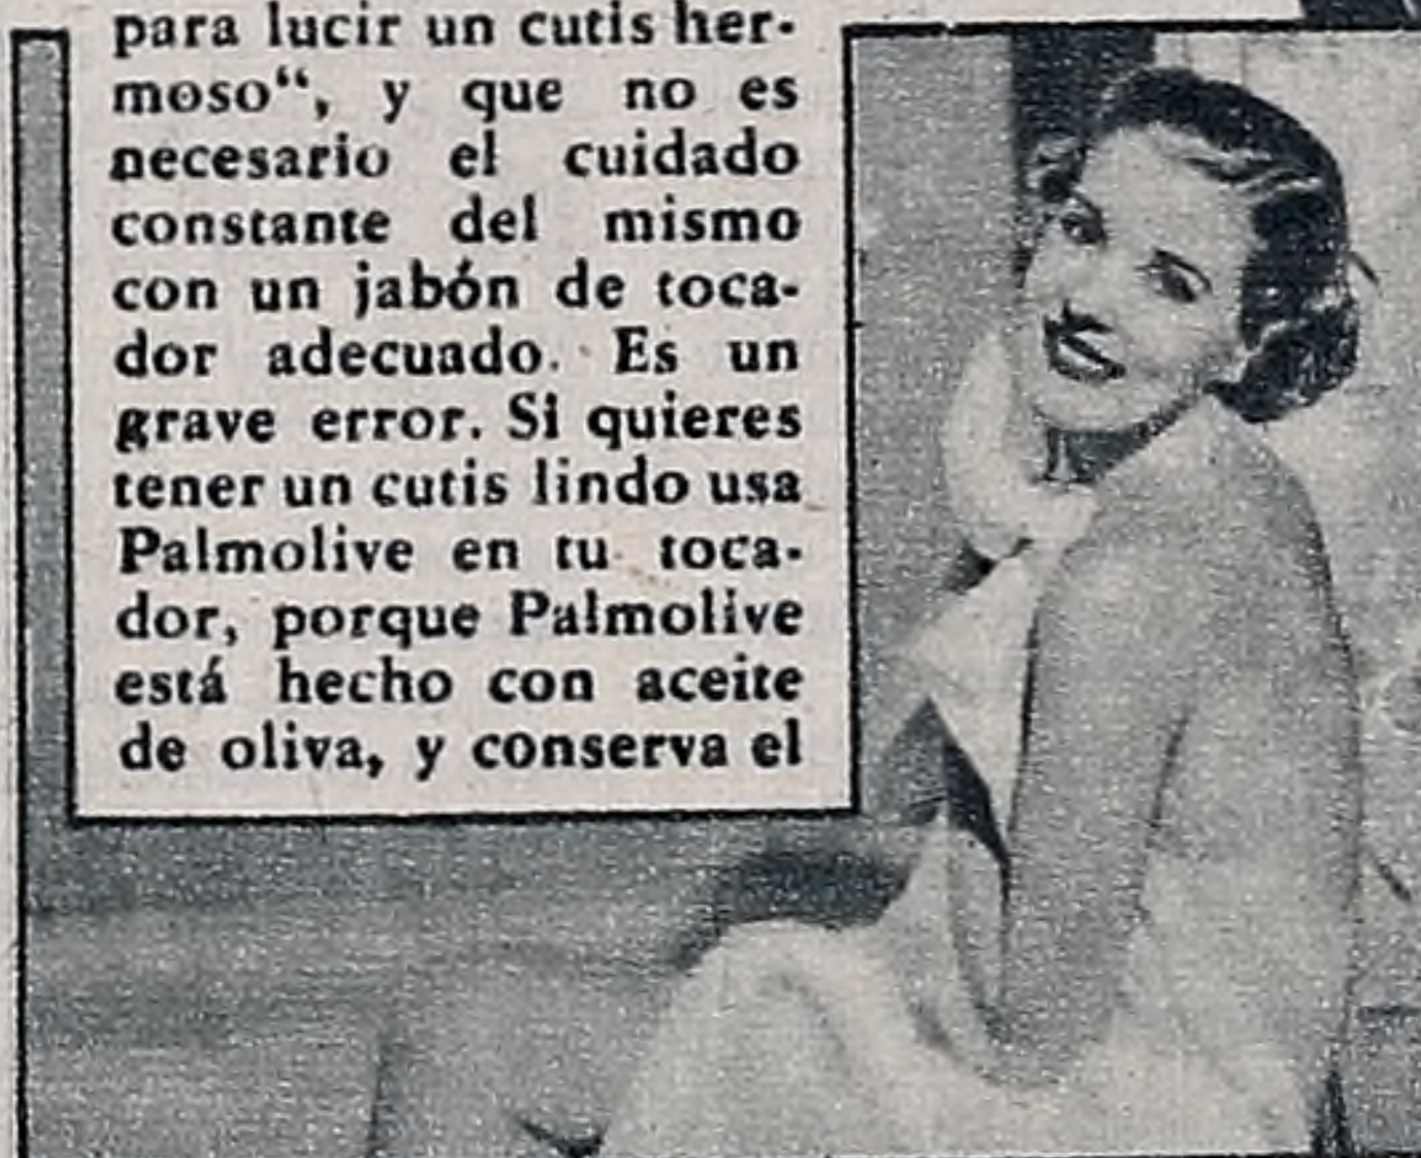 para lucir un cutis her-
moso“, y que no es
necesario el cuidado
constante del mismo
con un jabón de toca-
dor adecuado. Es un
grave error. Si quieres
tener un cutis lindo usa
Palmolive en tu toca-
dor, porque Palmolive
está hecho con aceite
de oliva, y conserva el